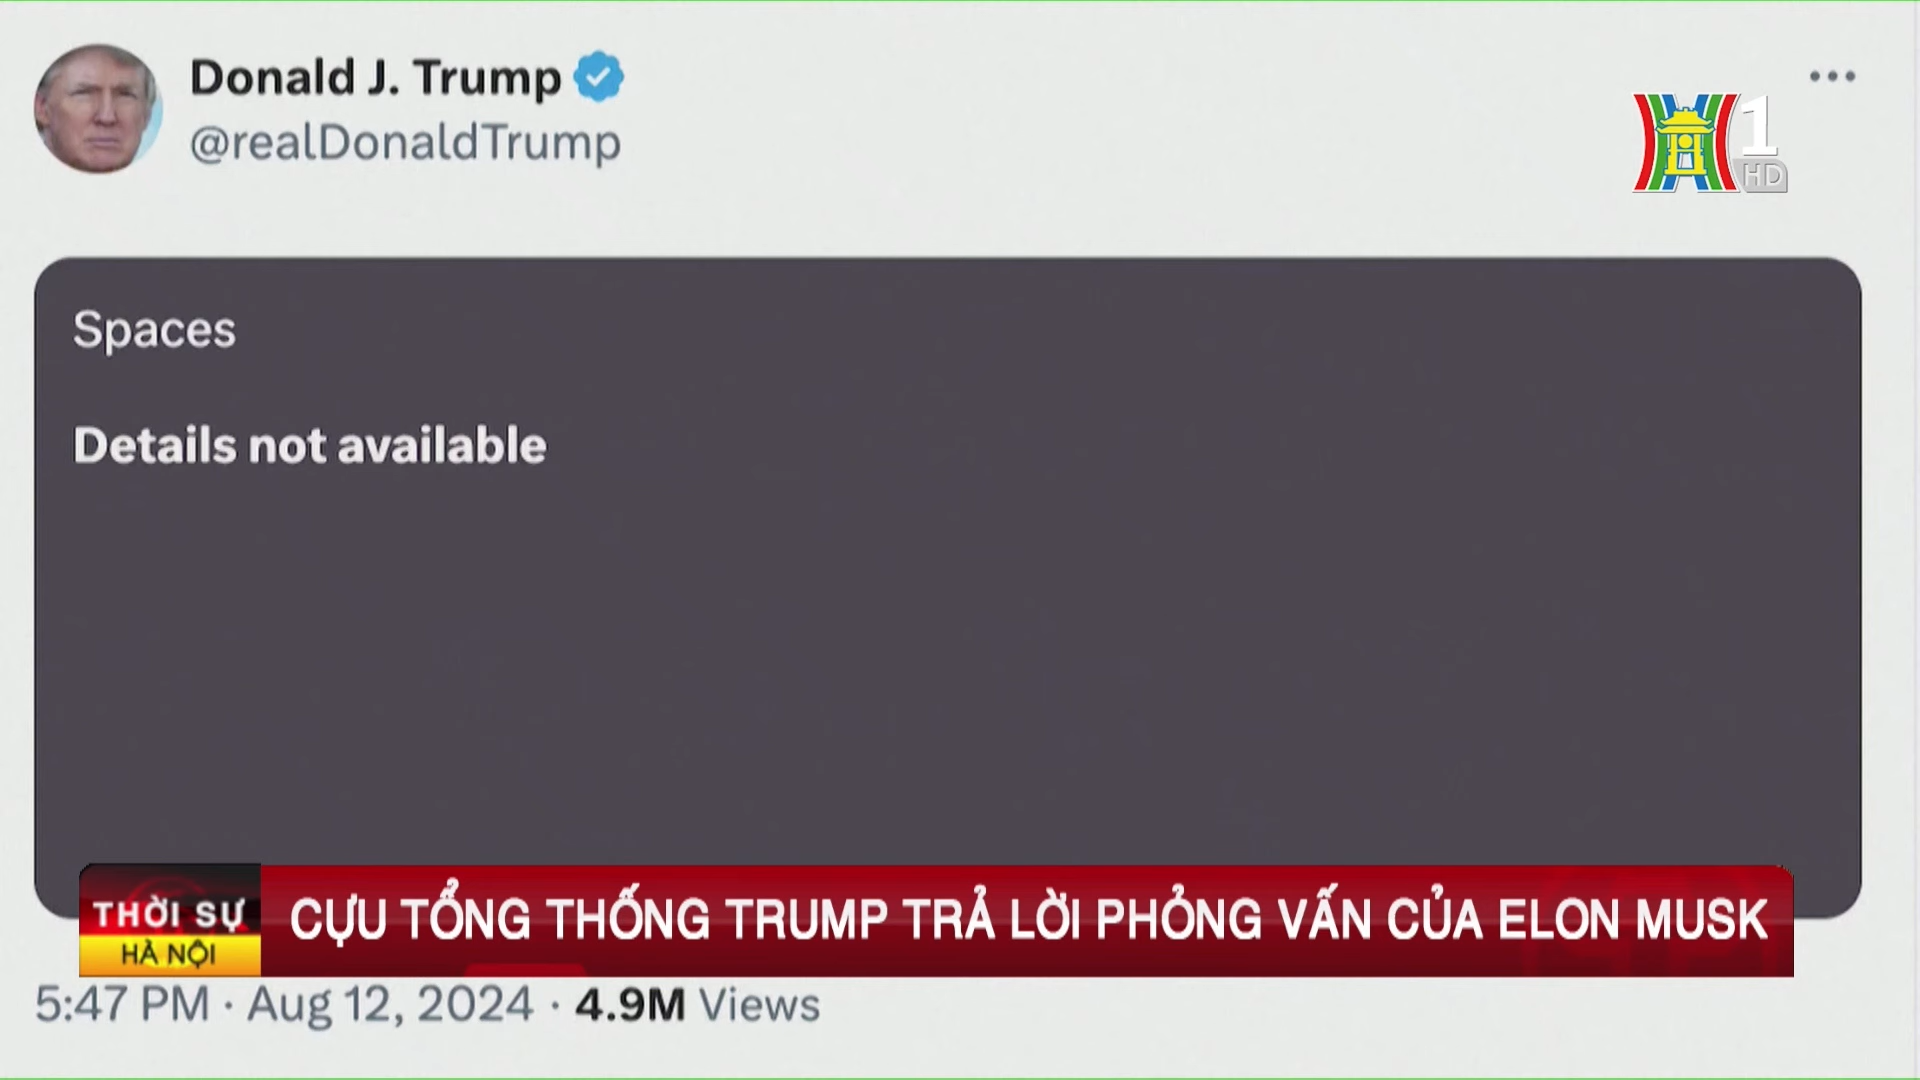 Donald J. Trump
@realDonaldTrump
1
HD
Spaces
Details not available
THỜI SỰ
HÀ NỘI
CỰU TỔNG THỐNG TRUMP TRẢ LỜI PHỎNG VẤN CỦA ELON MUSK
5:47 PM · Aug 12, 2024 · 4.9M Views